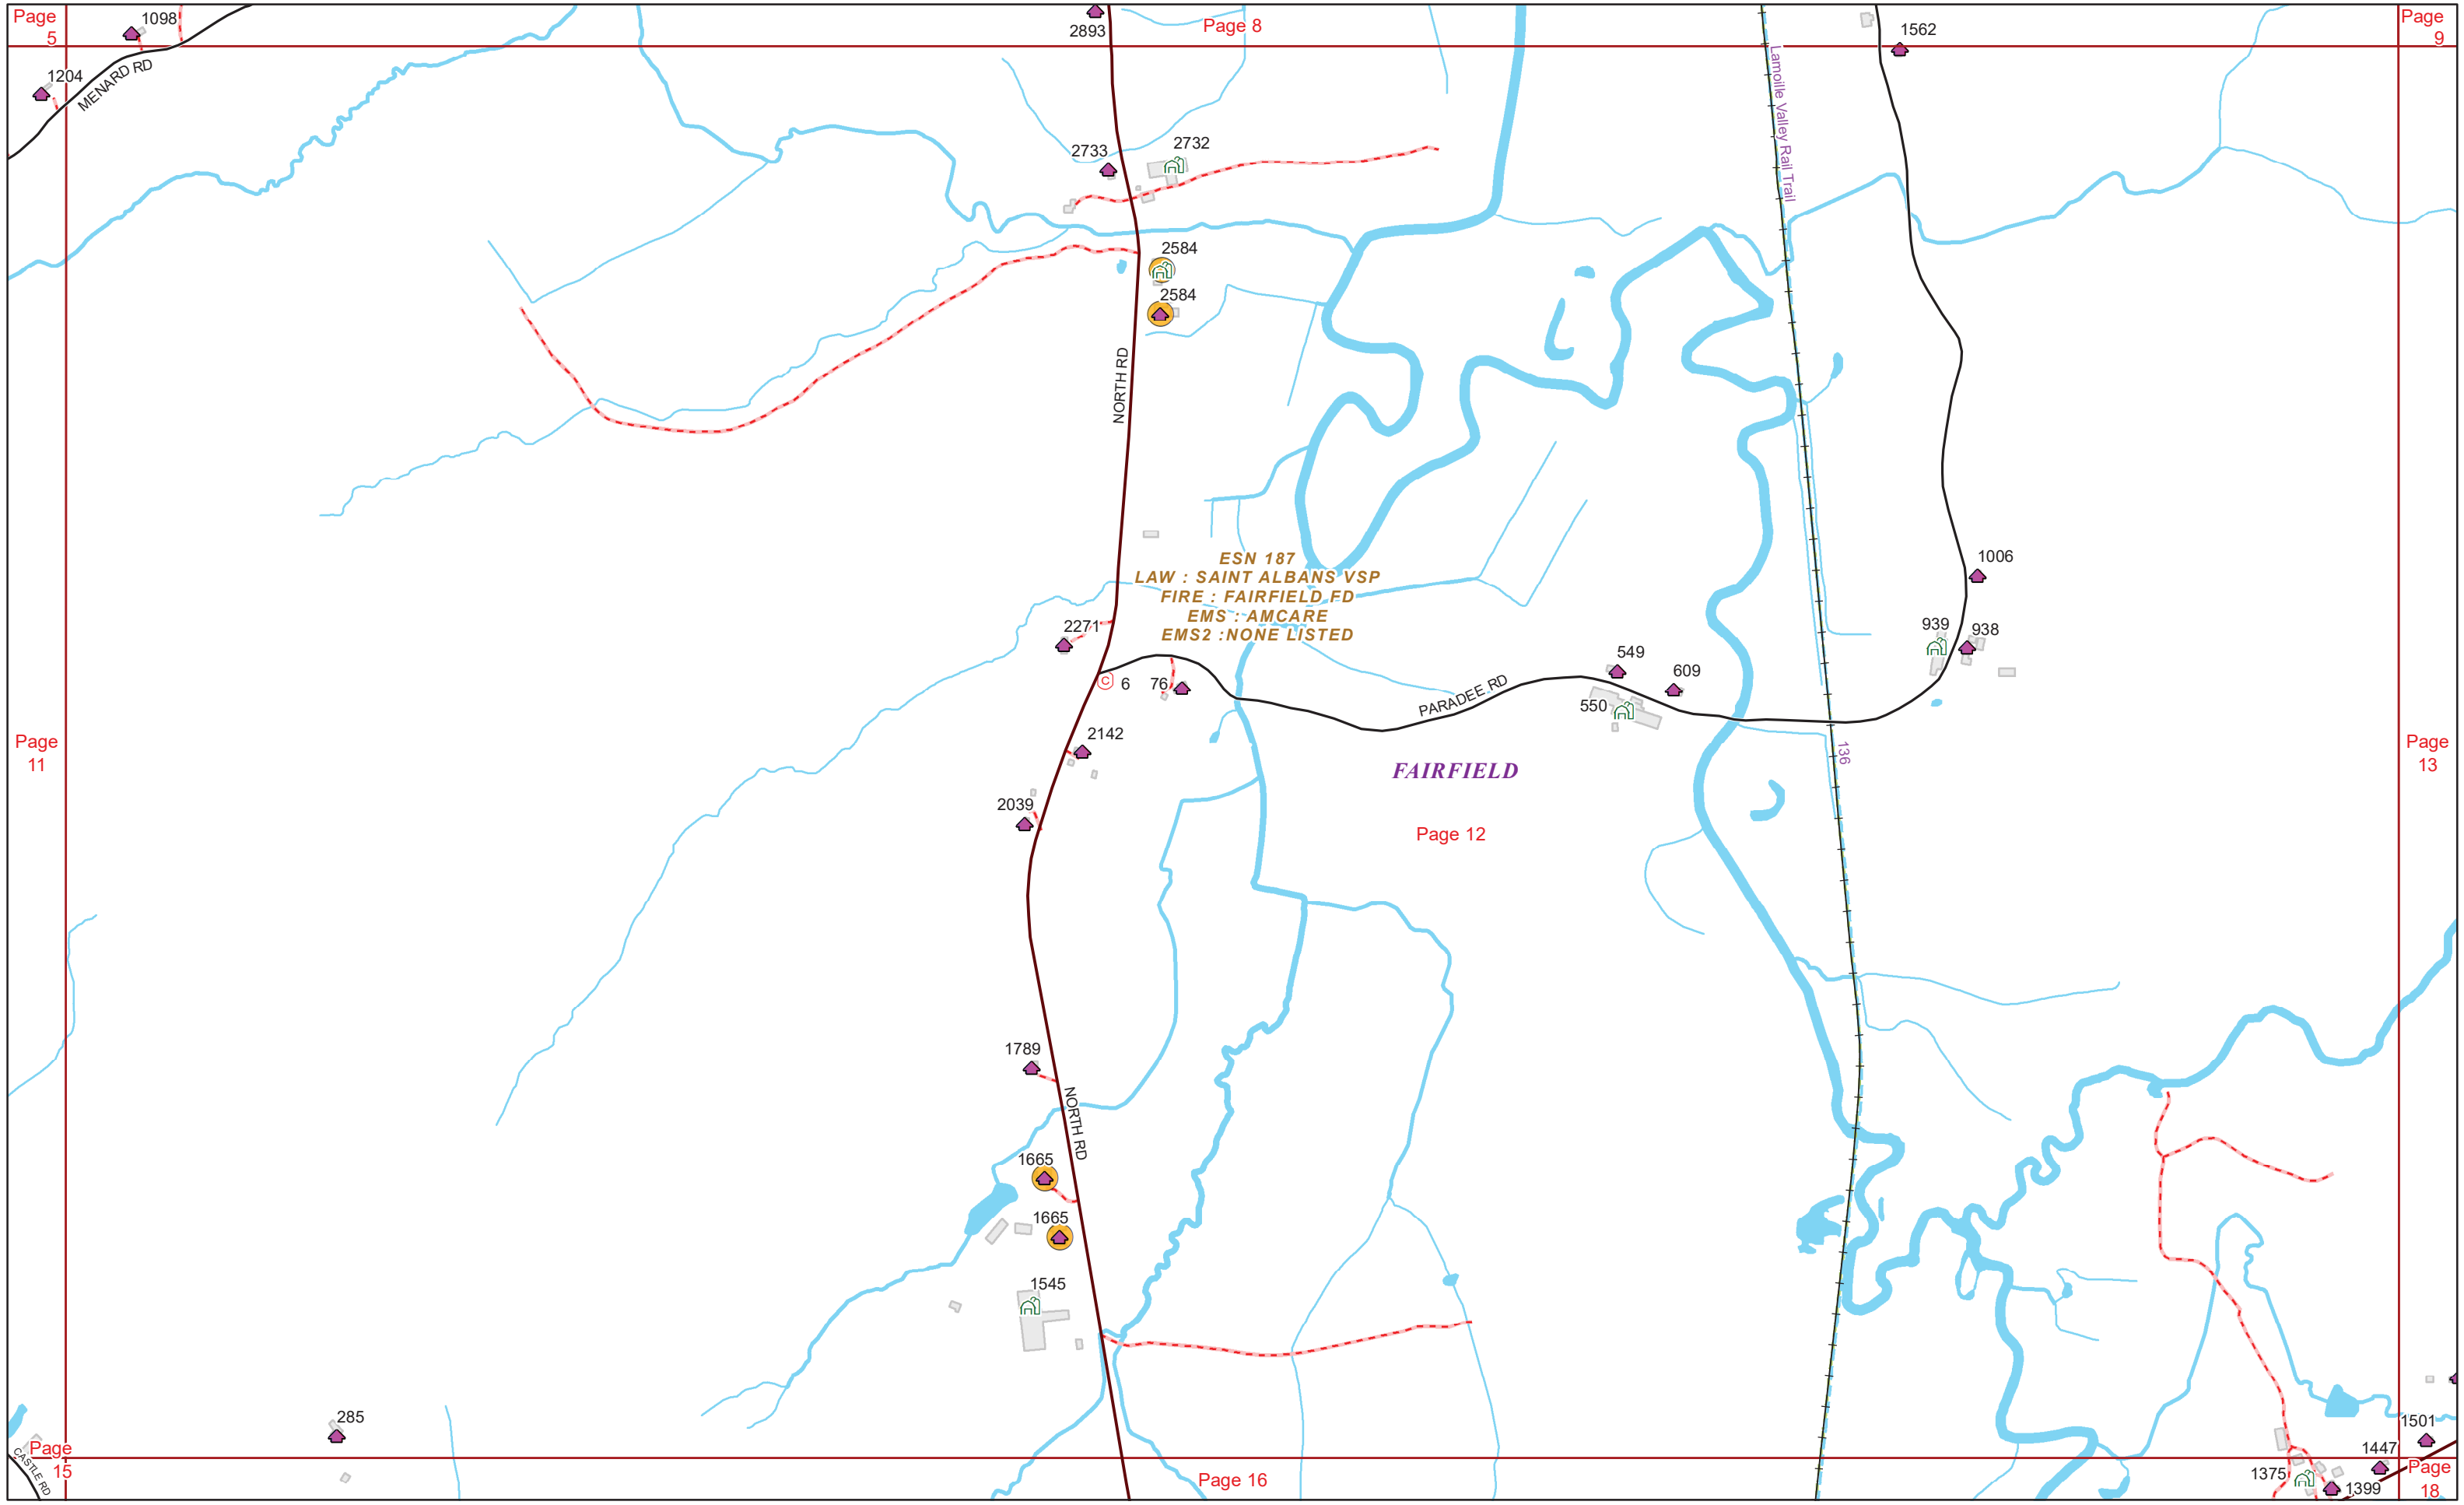 Page
5
1098
2893
Page 8
1562
Page
9
1204
MENARD RD
Lamoille Valley Rail Trail
2733
2732
2584
2584
NORTH RD
ESN 187
LAW : SAINT ALBANS VSP
FIRE : FAIRFIELD FD
EMS : AMCARE
EMS2 :NONE LISTED
1006
2271
939
938
549
609
C
6
76
PARADEE RD
550
2142
136
Page
11
FAIRFIELD
Page
13
2039
Page 12
1789
NORTH RD
1665
1665
1545
285
1501
Page
15
CASTLE RD
1447
Page 16
1375
1399
Page
18